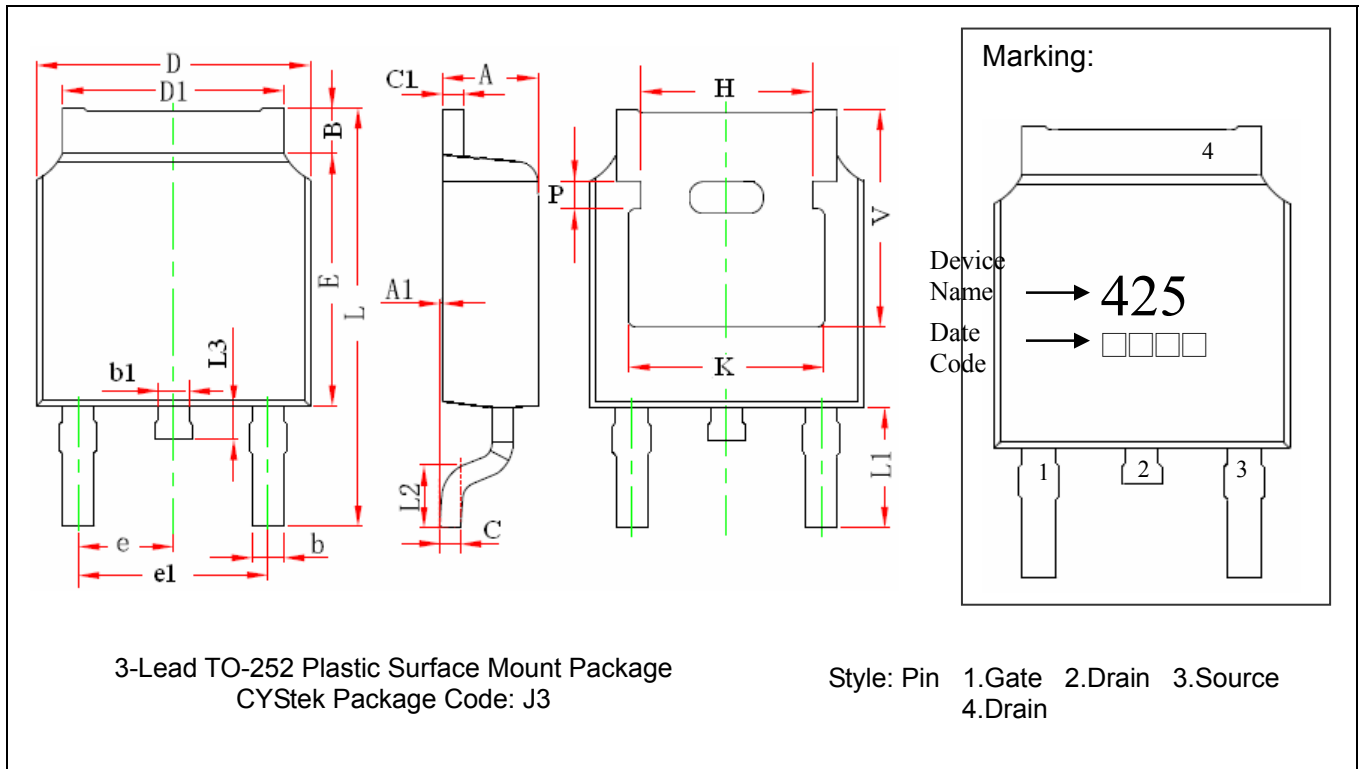 D
D1
B
E
L
L3
b1
e
e1
b
C1
A
A1
L2
C
H
P
V
K
L1
Marking:
4
Device
Name
425
Date
Code
□□□□
1
2
3
3-Lead TO-252 Plastic Surface Mount Package
CYStek Package Code: J3
Style: Pin 1.Gate 2.Drain 3.Source
4.Drain